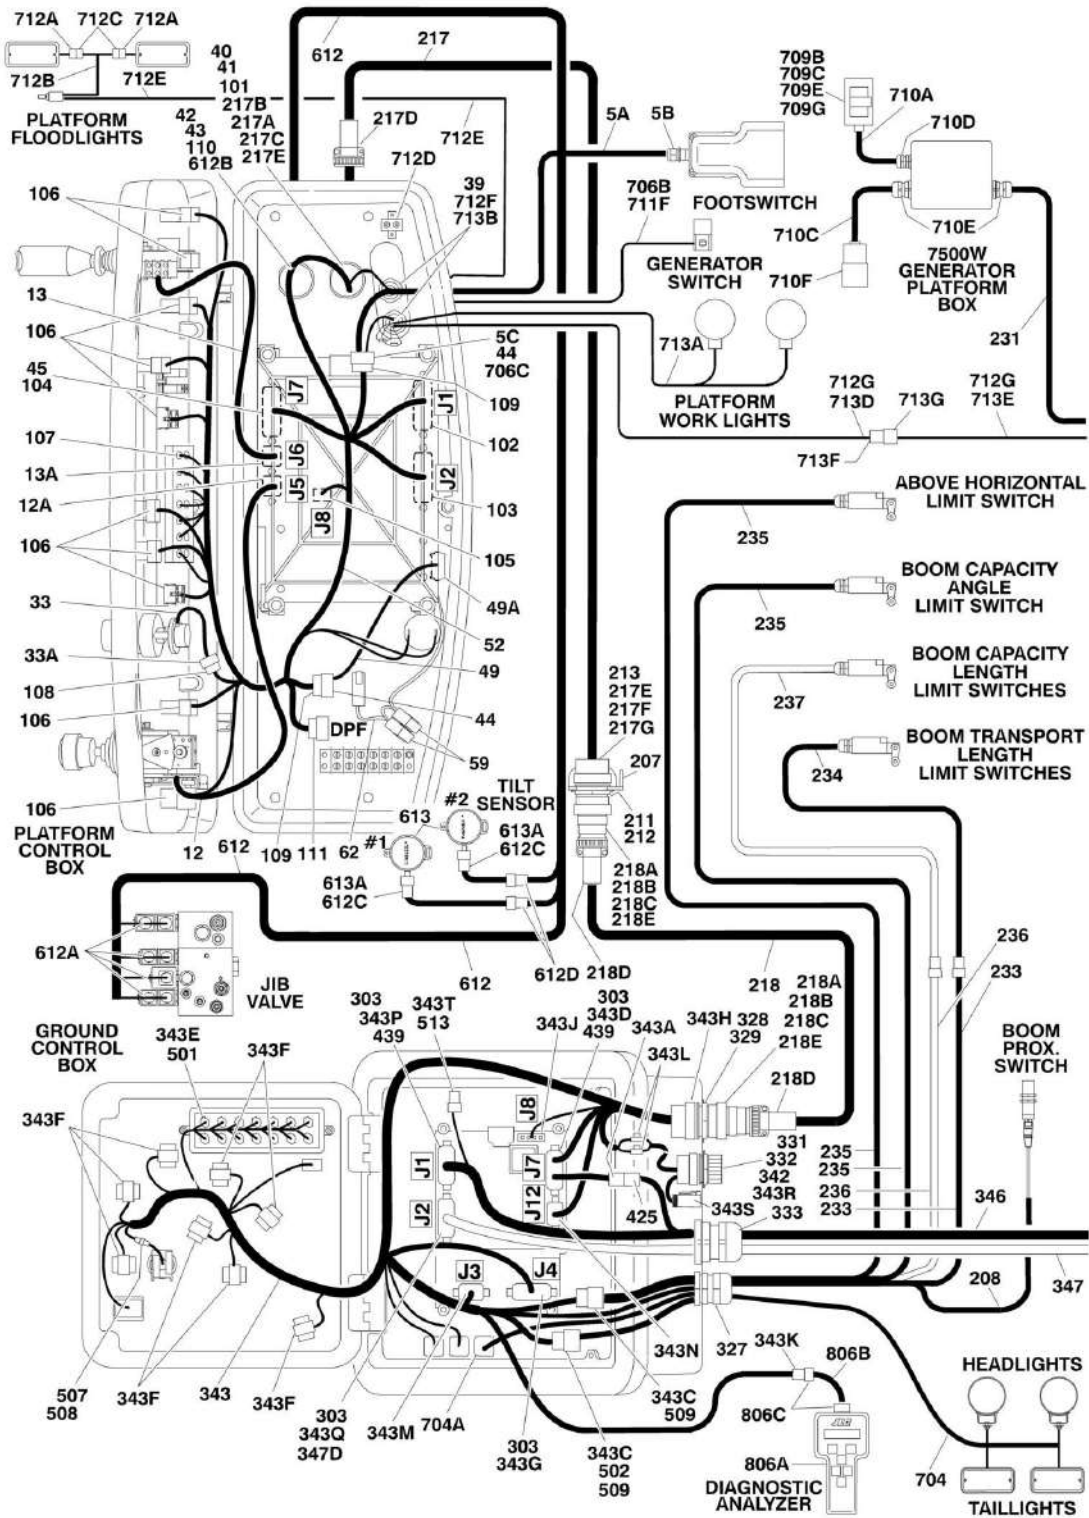 712A 712C 712A
712B
712E
PLATFORM
FLOODLIGHTS
40
41
101
217B
217A
217C
217E
42
43
110
612B
612
217
217D
712E
712D
39
712F
713B
5A
5B
FOOTSWITCH
709B
709C
709E
709G
710A
710D
710E
710C
710F
7500W
GENERATOR
PLATFORM
BOX
231
706B
711F
GENERATOR
SWITCH
713A
PLATFORM
WORK LIGHTS
712G
713D
713G
712G
713E
713F
106
13
106
45
104
107
13A
12A
106
33
33A
108
106
106
PLATFORM
CONTROL
BOX
J7
J6
J5
J8
J1
J2
5C
44
706C
109
102
103
105
49A
52
49
44
DPF
59
12
612
109
111
62
#1
#2
613
TILT
SENSOR
613A
612C
613A
612C
612D
612
213
217E
217F
217G
207
211
212
218A
218B
218C
218E
218D
218
ABOVE HORIZONTAL
LIMIT SWITCH
235
BOOM CAPACITY
ANGLE
LIMIT SWITCH
235
BOOM CAPACITY
LENGTH
LIMIT SWITCHES
237
BOOM TRANSPORT
LENGTH
LIMIT SWITCHES
234
236
233
BOOM
PROX.
SWITCH
612A
JIB
VALVE
GROUND
CONTROL
BOX
343E
501
343F
343F
303
343P
439
343T
513
343J
303
343D
439
343A
343L
343H
328
329
218A
218B
218C
218E
218D
J8
J7
J12
J1
J2
J3
J4
331
332
342
343R
333
343S
425
235
235
236
233
346
347
208
327
343N
343K
806B
806C
806A
DIAGNOSTIC
ANALYZER
JLG
HEADLIGHTS
704
TAILLIGHTS
507
508
343F
343
343F
303
343Q
347D
343M
704A
303
343G
343C
509
343C
502
509